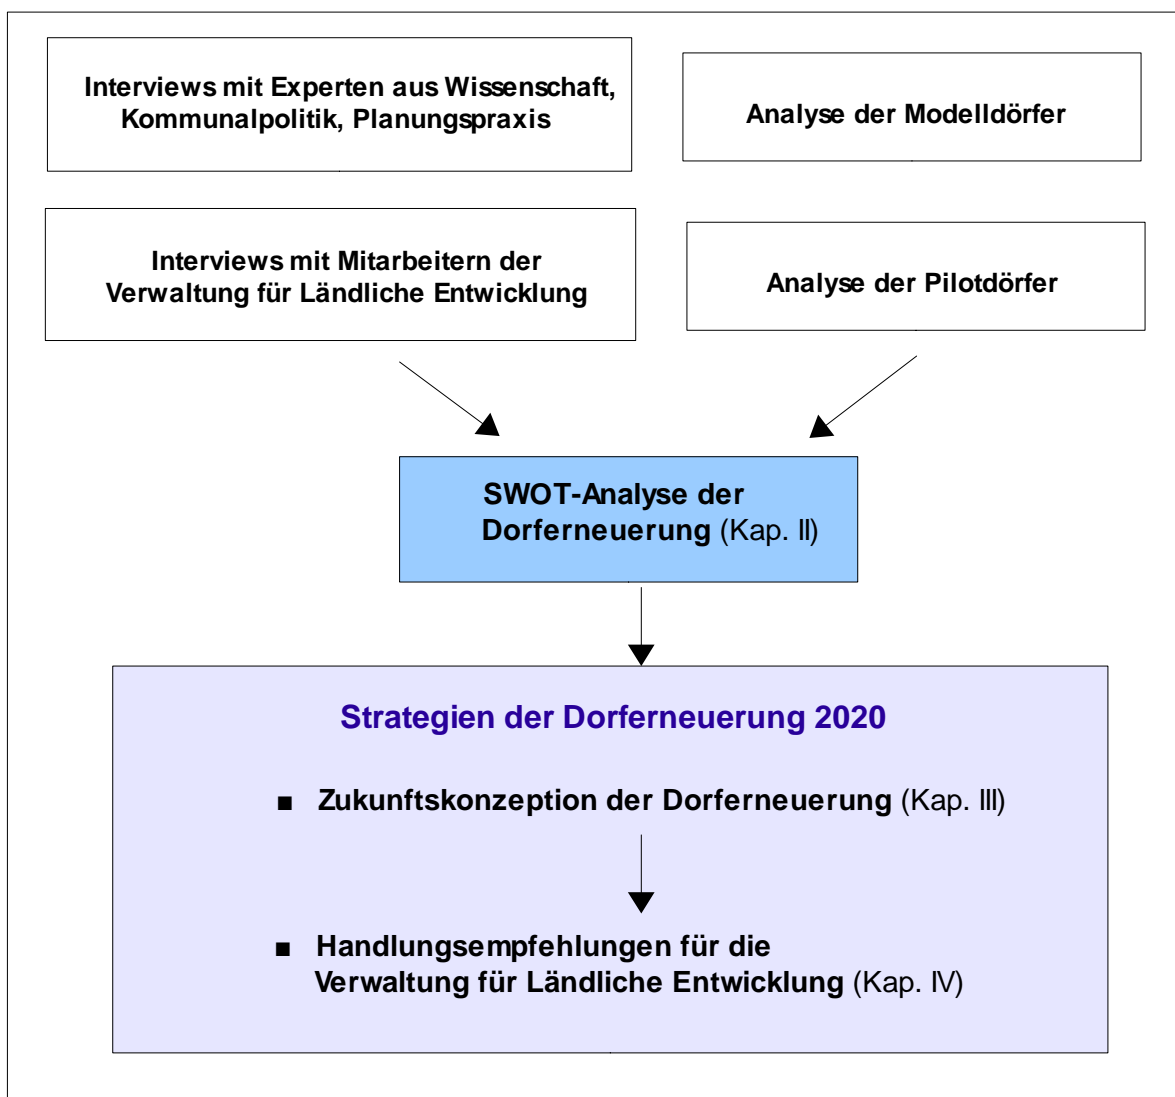 Interviews mit Experten aus Wissenschaft,
Kommunalpolitik, Planungspraxis
Analyse der Modelldörfer
Interviews mit Mitarbeitern der
Verwaltung für Ländliche Entwicklung
Analyse der Pilotdörfer
SWOT-Analyse der
Dorferneuerung (Kap. II)
Strategien der Dorferneuerung 2020
■ Zukunftskonzeption der Dorferneuerung (Kap. III)
■ Handlungsempfehlungen für die
Verwaltung für Ländliche Entwicklung (Kap. IV)